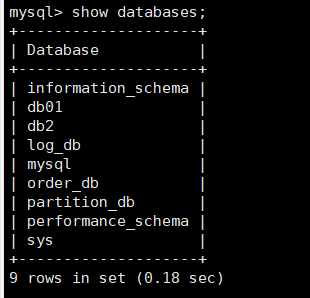 mysql> show databases;
+--------------------+
| Database           |
+--------------------+
| information_schema |
| db01               |
| db2                |
| log_db             |
| mysql              |
| order_db           |
| partition_db       |
| performance_schema |
| sys                |
+--------------------+
9 rows in set (0.18 sec)